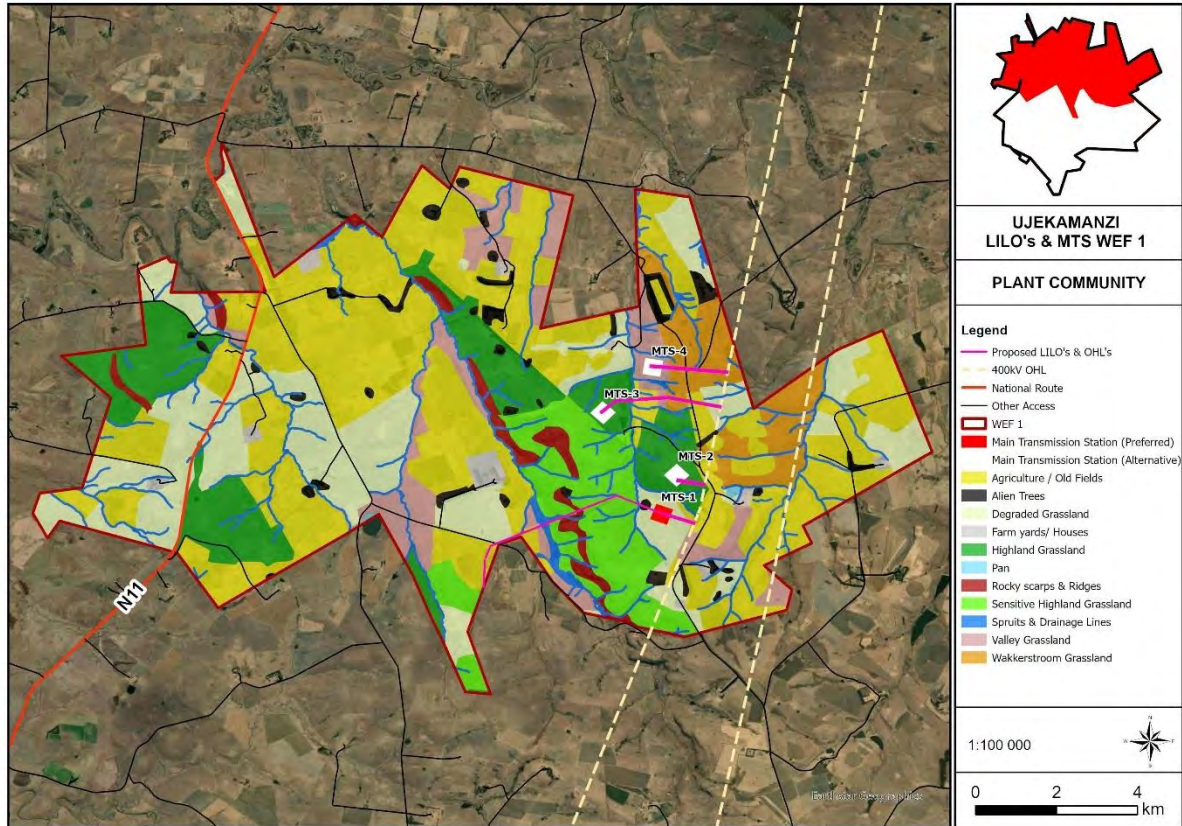 MTS-4
MTS-3
MTS-2
MTS-1
N11
Earthstar Geographics
UJEKAMANZI
LILO's & MTS WEF 1
PLANT COMMUNITY
Legend
Proposed LILO's & OHL's
400kV OHL
National Route
Other Access
WEF 1
Main Transmission Station (Preferred)
Main Transmission Station (Alternative)
Agriculture / Old Fields
Alien Trees
Degraded Grassland
Farm yards/ Houses
Highland Grassland
Pan
Rocky scarps & Ridges
Sensitive Highland Grassland
Spruits & Drainage Lines
Valley Grassland
Wakkerstroom Grassland
1:100 000
N
W E
S
0 2 4
km